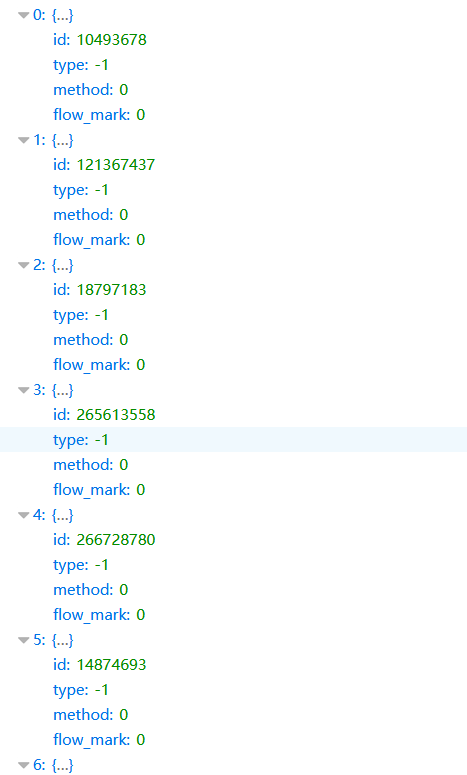 0: {…}
id: 10493678
type: -1
method: 0
flow_mark: 0
1: {…}
id: 121367437
type: -1
method: 0
flow_mark: 0
2: {…}
id: 18797183
type: -1
method: 0
flow_mark: 0
3: {…}
id: 265613558
type: -1
method: 0
flow_mark: 0
4: {…}
id: 266728780
type: -1
method: 0
flow_mark: 0
5: {…}
id: 14874693
type: -1
method: 0
flow_mark: 0
6: {…}